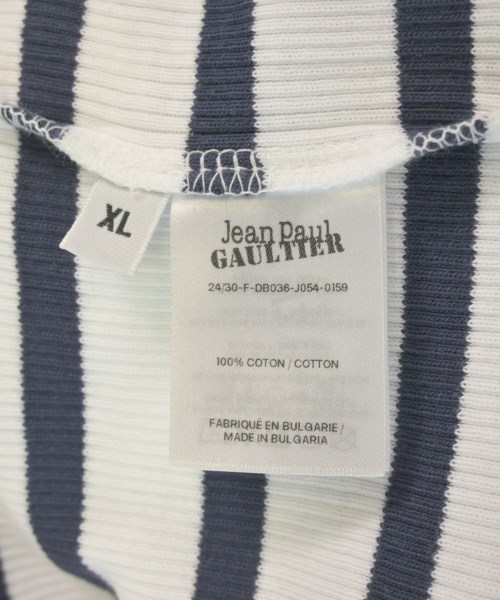 XL
Jean Paul
GAULTIER
24/30-F-DB036-J054-0159
100% COTON / COTTON
FABRIQUÉ EN BULGARIE /
MADE IN BULGARIA